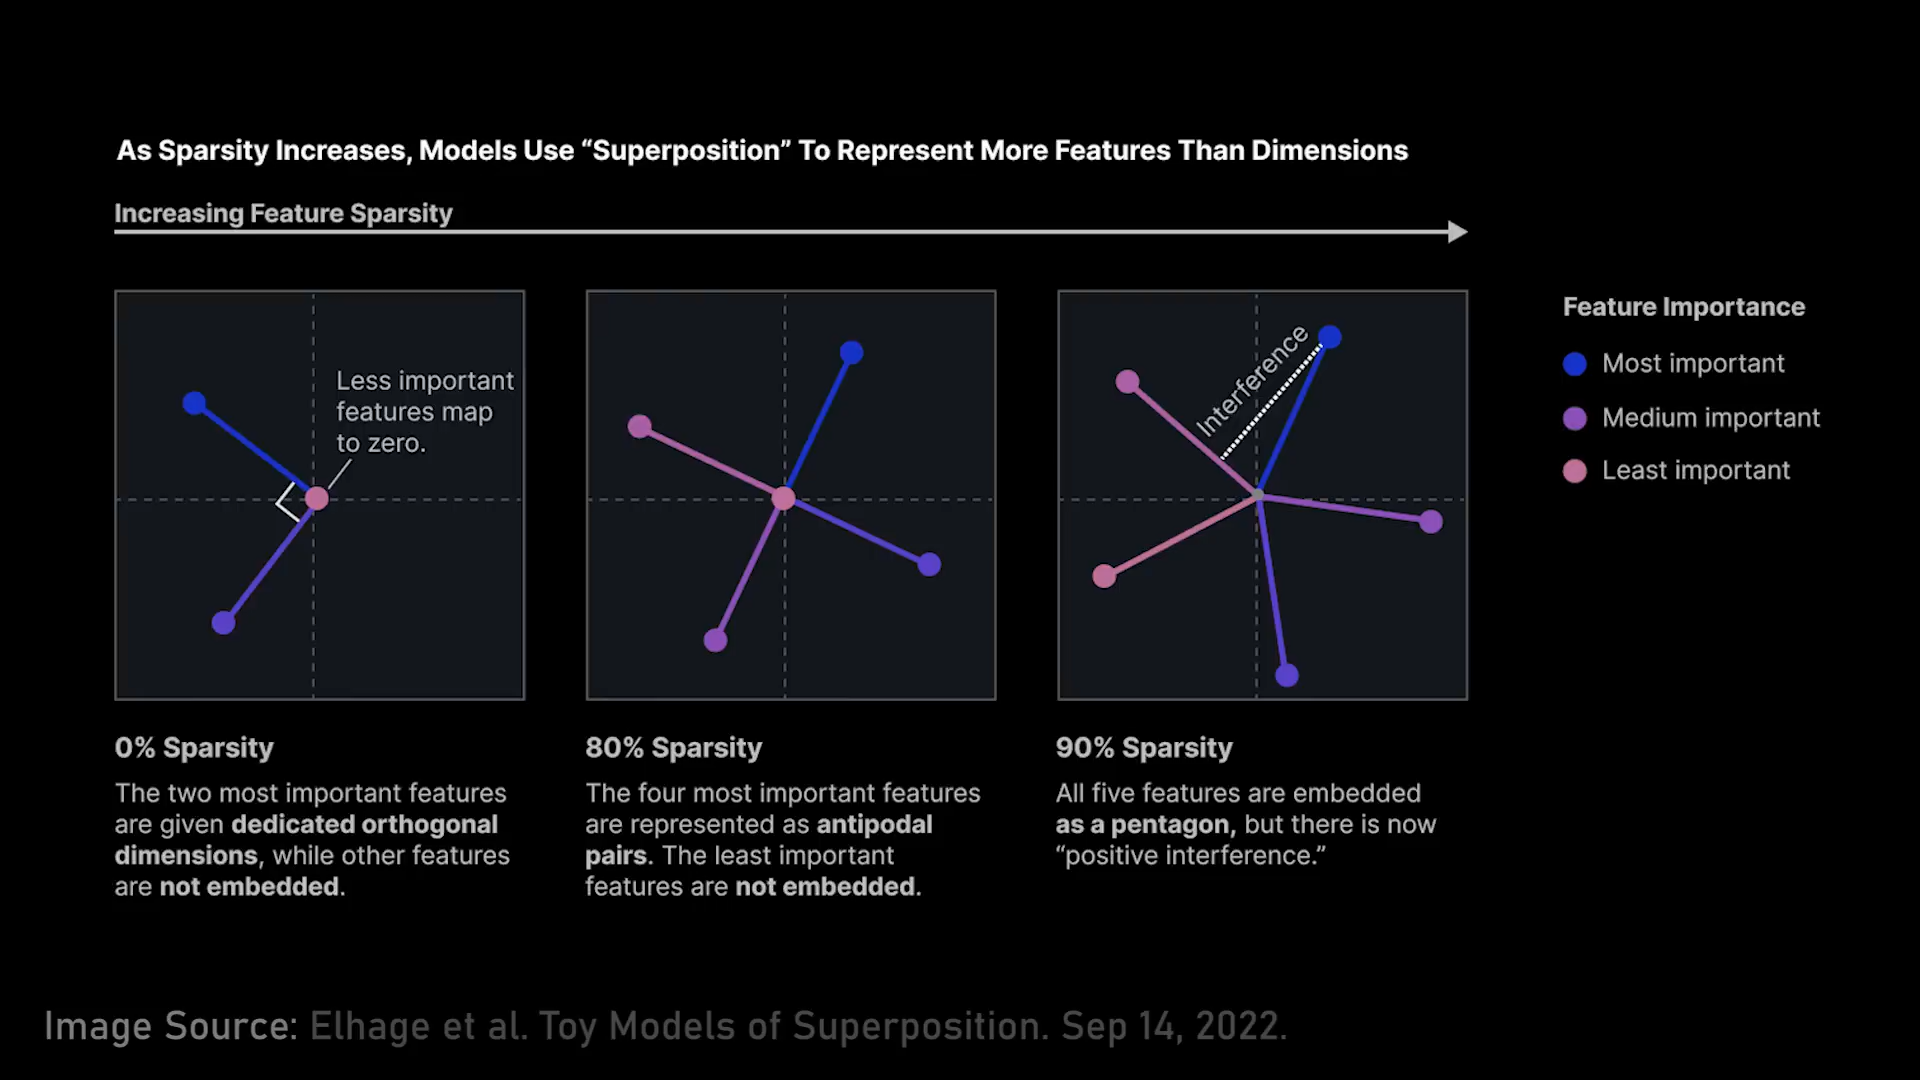 As Sparsity Increases, Models Use “Superposition” To Represent More Features Than Dimensions
Increasing Feature Sparsity
Less important
features map
to zero.
Interference
Feature Importance
Most important
Medium important
Least important
0% Sparsity
The two most important features
are given dedicated orthogonal
dimensions, while other features
are not embedded.
80% Sparsity
The four most important features
are represented as antipodal
pairs. The least important
features are not embedded.
90% Sparsity
All five features are embedded
as a pentagon, but there is now
“positive interference.”
Image Source: Elhage et al. Toy Models of Superposition. Sep 14, 2022.